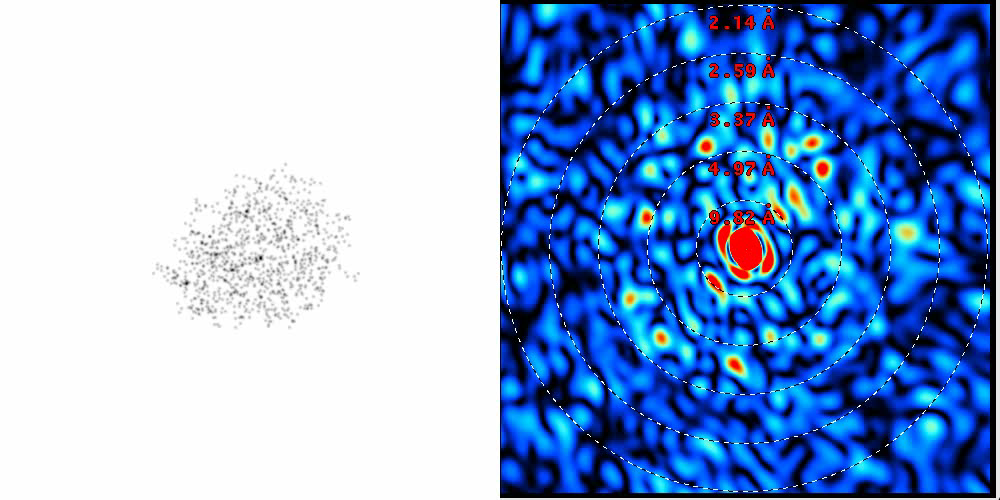 2.14 Å
2.59 Å
3.37 Å
4.97 Å
9.82 Å